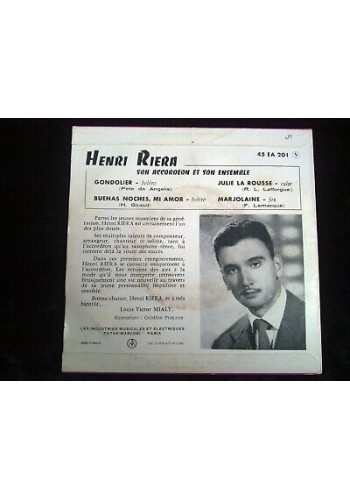 HENRI RIERA
45 EA 201
SON ACCORDEON ET SON ENSEMBLE
GONDOLIER - boléro
(Pete de Angelis)
BUENAS NOCHES, MI AMOR - boléro
(H. Giraud)
JULIE LA ROUSSE - valse
(R. L. Lafforgue)
MARJOLAINE - fox
(F. Lemarque)
Parmi les jeunes musiciens de sa géné-
ration, Henri RIERA est certainement l'un
des plus doués.
Ses multiples talents de compositeur,
arrangeur, chanteur et soliste, tant à
l'accordéon qu'au saxophone-ténor, lui
ouvrent déjà la route des succès.
Dans ces premiers enregistrements,
Henri RIERA se consacre uniquement à
l'accordéon. Les versions des airs à la
mode qu'il nous interprète retrouvent
brusquement une vie nouvelle au travers
de sa jeune personnalité impulsive et
sensible.
Bonne chance, Henri RIERA, et à très
bientôt...
Louis Victor MIALY.
LES INDUSTRIES MUSICALES ET ELECTRIQUES
PATHE-MARCONI - PARIS